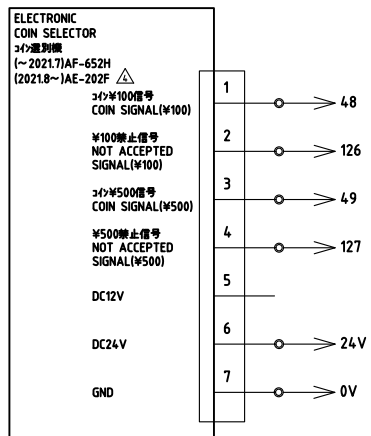 ELECTRONIC
COIN SELECTOR
コイン選別機
(~2021.7)AF-652H
(2021.8~)AE-202F 4
コイン¥100信号
COIN SIGNAL(¥100)
1
48
¥100禁止信号
NOT ACCEPTED
SIGNAL(¥100)
2
126
コイン¥500信号
COIN SIGNAL(¥500)
3
49
¥500禁止信号
NOT ACCEPTED
SIGNAL(¥500)
4
127
DC12V
5
DC24V
6
24V
GND
7
0V